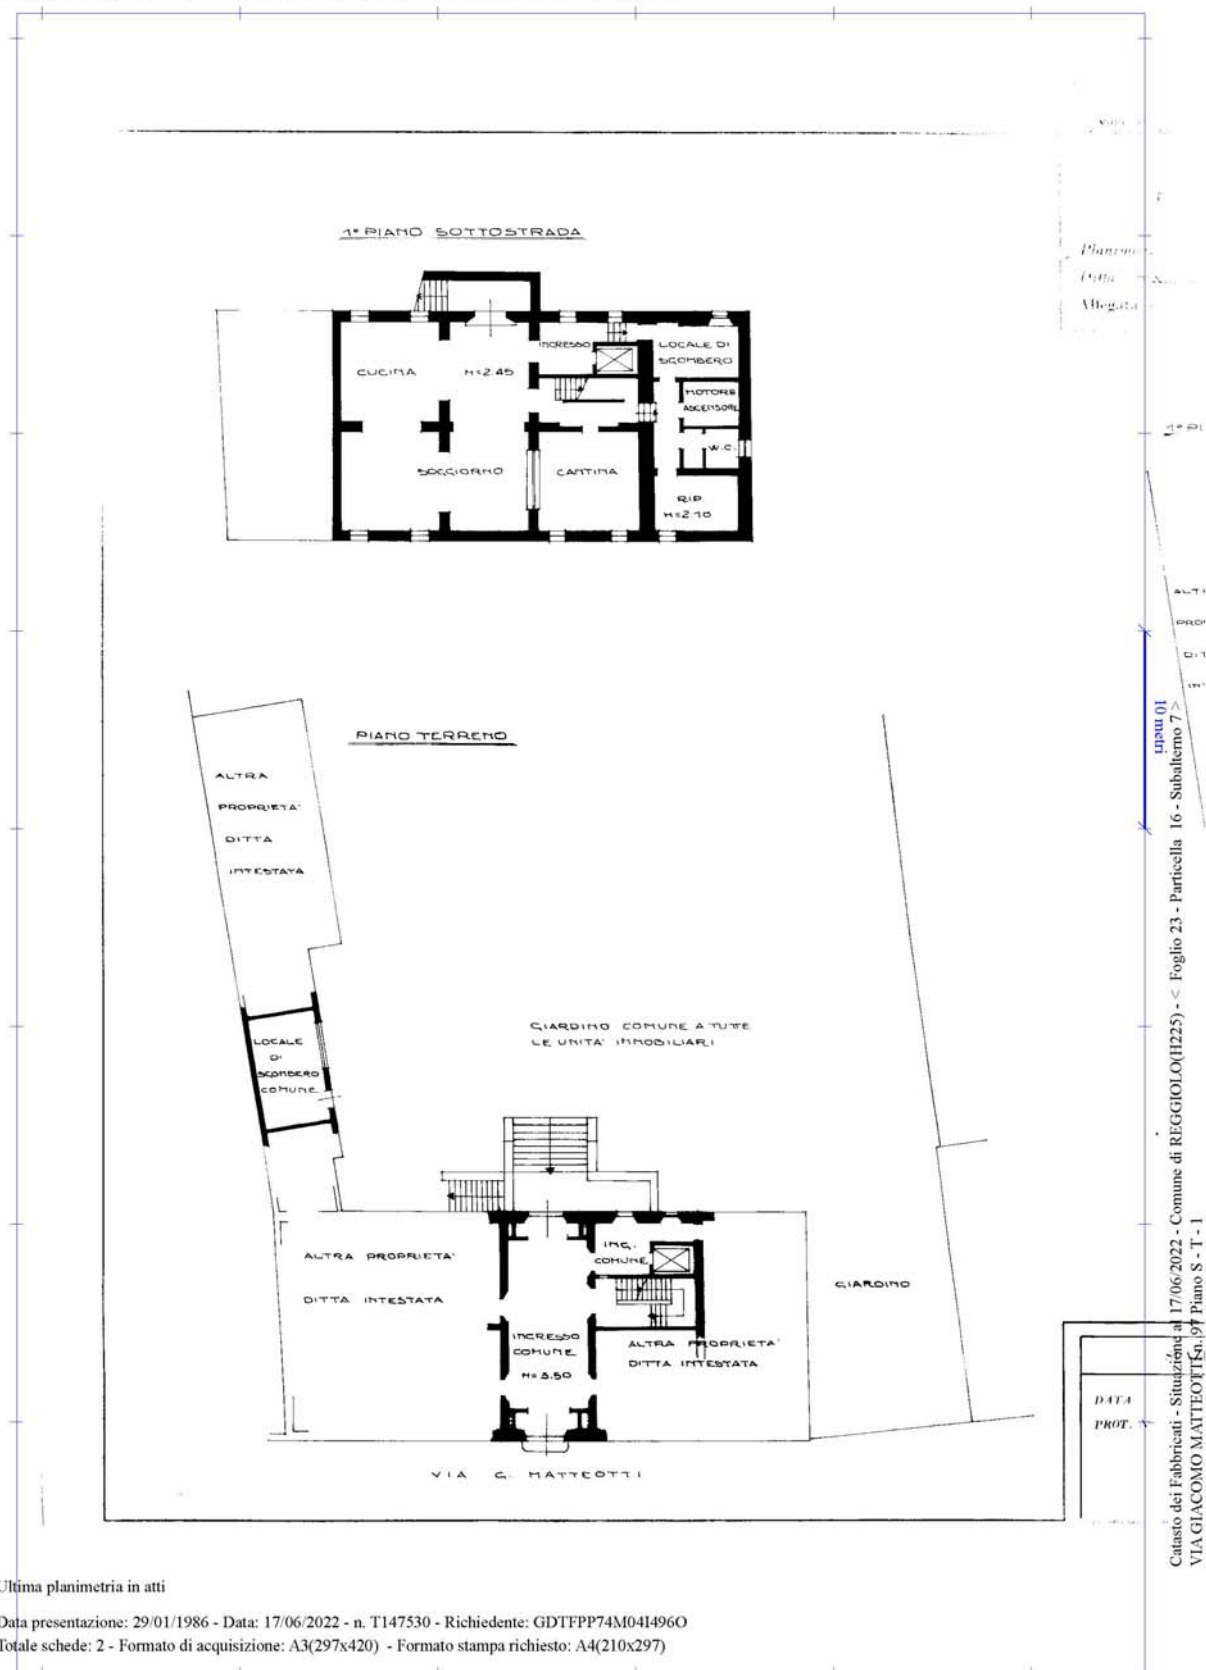 1° PIANO SOTTOSTRADA
INGRESSO
LOCALE DI
SGOMBERO
CUCINA
H=2.45
MOTORE
ASCENSORE
W.C.
SOGGIORNO
CANTINA
RIP
H=2.10
PIANO TERRENO
ALTRA
PROPRIETA'
DITTA
INTESTATA
GIARDINO COMUNE A TUTTE
LE UNITA' IMMOBILIARI
LOCALE
DI
SGOMBERO
COMUNE
ING.
COMUNE
ALTRA PROPRIETA'
DITTA INTESTATA
GIARDINO
INGRESSO
COMUNE
H=3.50
ALTRA PROPRIETA'
DITTA INTESTATA
VIA G. MATTEOTTI
Allegata
1° PI
10 metri
DATA
PROT.
Catasto dei Fabbricati - Situazione al 17/06/2022 - Comune di REGGIOLO(H225) - < Foglio 23 - Particella 16 - Subalterno 7 >
VIA GIACOMO MATTEOTTI n. 97 Piano S - T - 1
Ultima planimetria in atti
Data presentazione: 29/01/1986 - Data: 17/06/2022 - n. T147530 - Richiedente: GDTFPP74M04I496O
Totale schede: 2 - Formato di acquisizione: A3(297x420) - Formato stampa richiesto: A4(210x297)